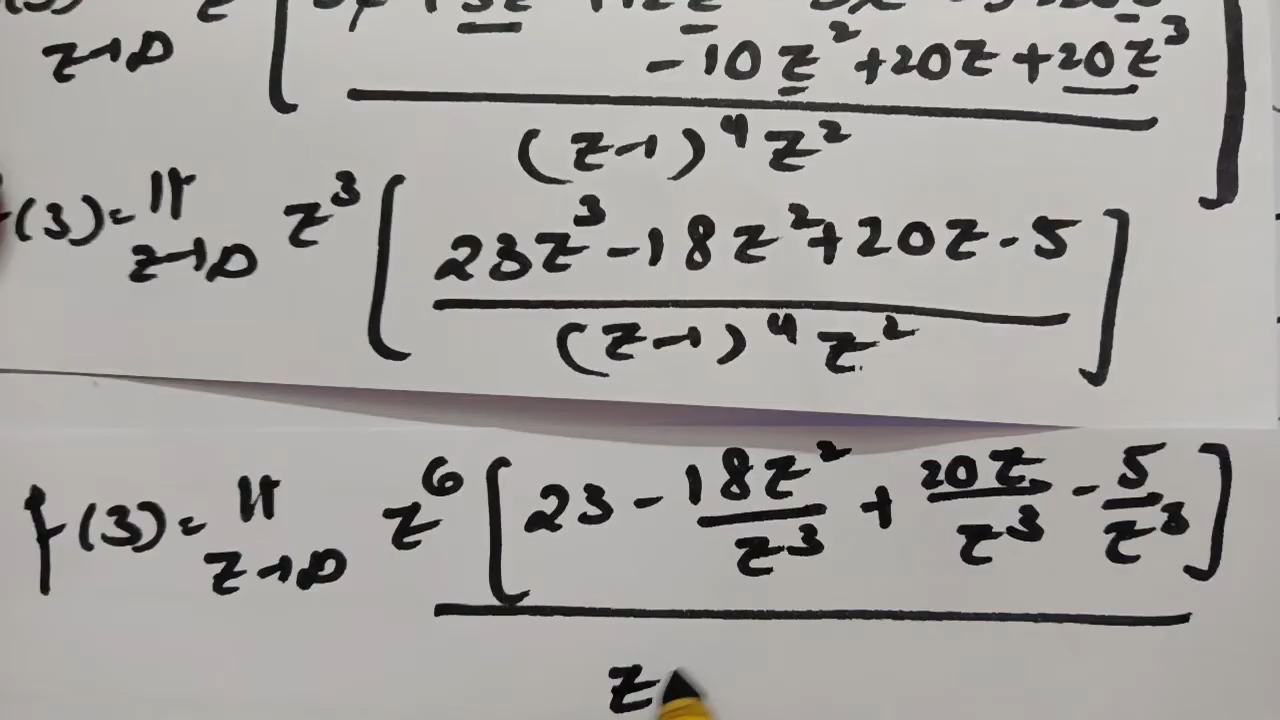 z→∞
-10z²+20z+20z³
(z-1)⁴z²
(3)= lt z→∞ z³ [23z³-18z²+20z-5]
(z-1)⁴z²
f(3)= lt z→∞ z⁶ [23-18z²/z³+20z/z³-5/z³]
z